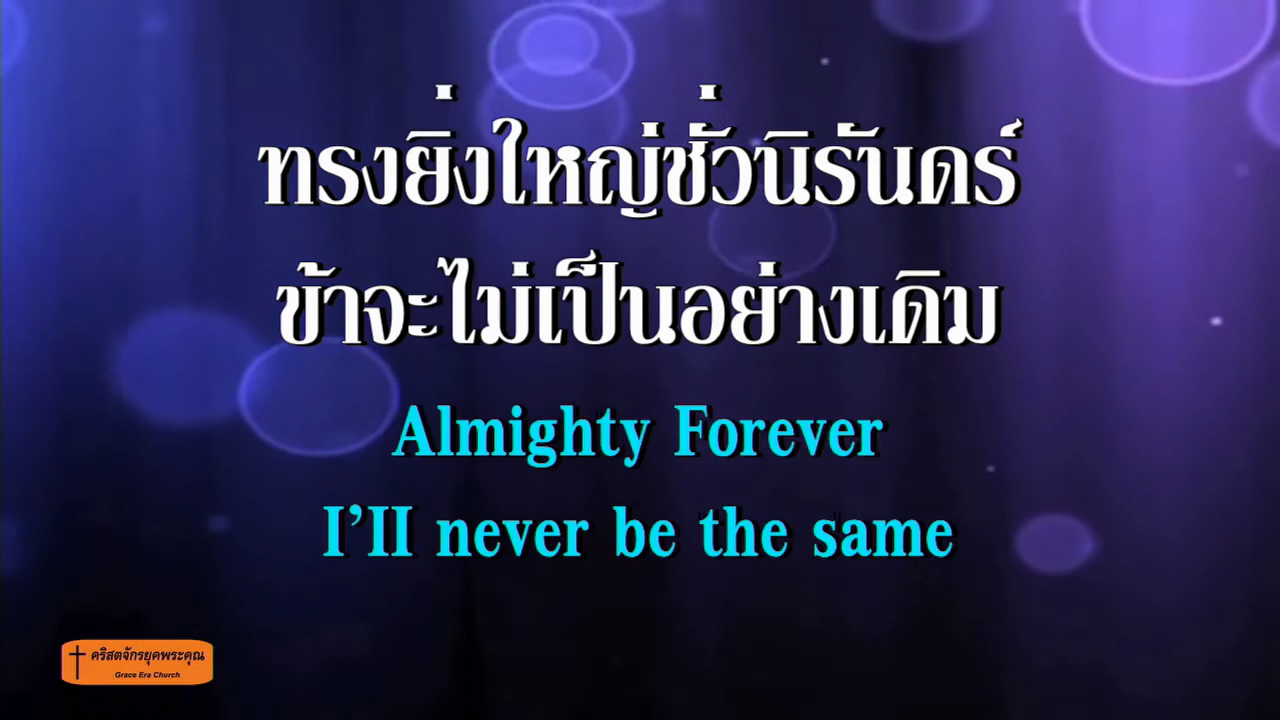 ทรงยิ่งใหญ่ชั่วนิรันดร์
ข้าจะไม่เป็นอย่างเดิม
Almighty Forever
I’II never be the same
คริสตจักรยุคพระคุณ
Grace Era Church